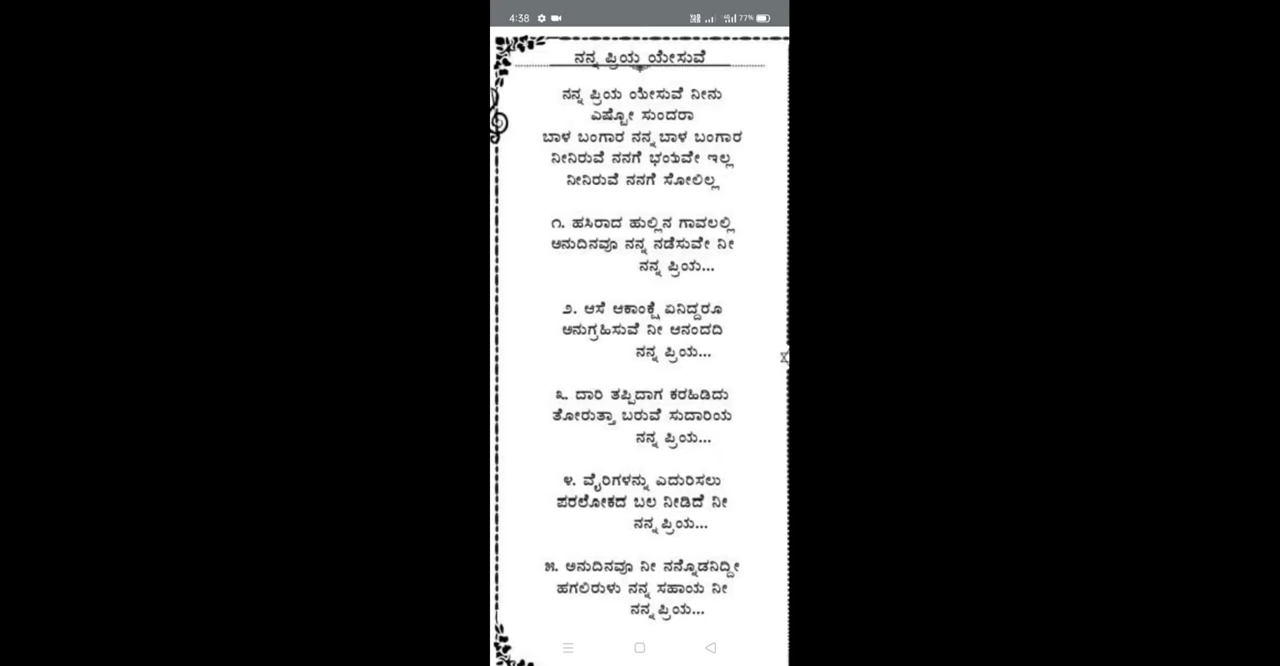 4:38 77%
ನನ್ನ ಪ್ರಿಯ ಯೇಸುವೆ
ನನ್ನ ಪ್ರಿಯ ಯೇಸುವೆ ನೀನು
ಎಷ್ಟೋ ಸುಂದರಾ
ಬಾಳ ಬಂಗಾರ ನನ್ನ ಬಾಳ ಬಂಗಾರ
ನೀನಿರುವೆ ನನಗೆ ಭಯವೇ ಇಲ್ಲ
ನೀನಿರುವೆ ನನಗೆ ಸೋಲಿಲ್ಲ
೧. ಹಸಿರಾದ ಹುಲ್ಲಿನ ಗಾವಲಲ್ಲಿ
ಅನುದಿನವೂ ನನ್ನ ನಡೆಸುವೇ ನೀ
ನನ್ನ ಪ್ರಿಯ...
೨. ಆಸೆ ಆಕಾಂಕ್ಷೆ ಏನಿದ್ದರೂ
ಅನುಗ್ರಹಿಸುವೆ ನೀ ಆನಂದದಿ
ನನ್ನ ಪ್ರಿಯ...
೩. ದಾರಿ ತಪ್ಪಿದಾಗ ಕರಹಿಡಿದು
ತೋರುತ್ತಾ ಬರುವೆ ಸುದಾರಿಯ
ನನ್ನ ಪ್ರಿಯ...
೪. ವೈರಿಗಳನ್ನು ಎದುರಿಸಲು
ಪರಲೋಕದ ಬಲ ನೀಡಿದೆ ನೀ
ನನ್ನ ಪ್ರಿಯ...
೫. ಅನುದಿನವೂ ನೀ ನನ್ನೊಡನಿದ್ದೀ
ಹಗಲಿರುಳು ನನ್ನ ಸಹಾಯ ನೀ
ನನ್ನ ಪ್ರಿಯ...